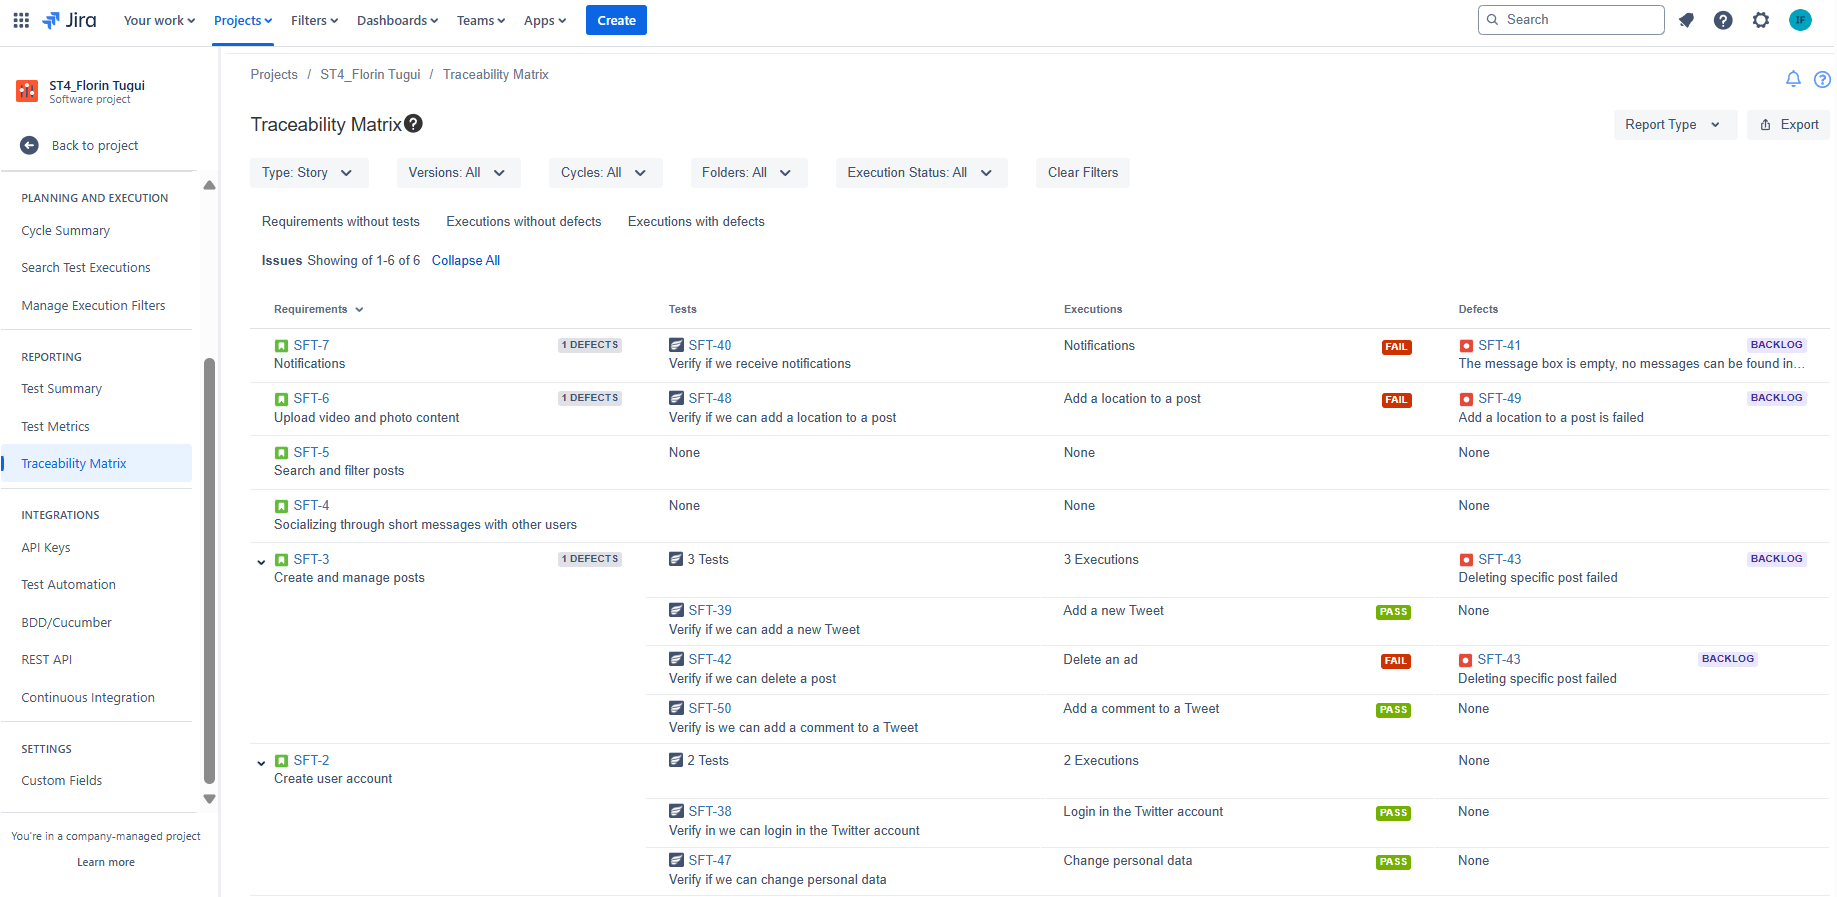 Jira
Your work
Projects
Filters
Dashboards
Teams
Apps
Create
Search
IF
ST4_Florin Tugui
Software project
Back to project
PLANNING AND EXECUTION
Cycle Summary
Search Test Executions
Manage Execution Filters
REPORTING
Test Summary
Test Metrics
Traceability Matrix
INTEGRATIONS
API Keys
Test Automation
BDD/Cucumber
REST API
Continuous Integration
SETTINGS
Custom Fields
You're in a company-managed project
Learn more
Projects / ST4_Florin Tugui / Traceability Matrix
Traceability Matrix
Report Type
Export
Type: Story
Versions: All
Cycles: All
Folders: All
Execution Status: All
Clear Filters
Requirements without tests
Executions without defects
Executions with defects
Issues Showing of 1-6 of 6 Collapse All
Requirements Tests Executions Defects
SFT-7 1 DEFECTS SFT-40 Notifications FAIL SFT-41 BACKLOG
Notifications Verify if we receive notifications The message box is empty, no messages can be found in...
SFT-6 1 DEFECTS SFT-48 Add a location to a post FAIL SFT-49 BACKLOG
Upload video and photo content Verify if we can add a location to a post Add a location to a post is failed
SFT-5 None None None
Search and filter posts
SFT-4 None None None
Socializing through short messages with other users
SFT-3 1 DEFECTS 3 Tests 3 Executions SFT-43 BACKLOG
Create and manage posts Deleting specific post failed
SFT-39 Add a new Tweet PASS None
Verify if we can add a new Tweet
SFT-42 Delete an ad FAIL SFT-43 BACKLOG
Verify if we can delete a post Deleting specific post failed
SFT-50 Add a comment to a Tweet PASS None
Verify is we can add a comment to a Tweet
SFT-2 2 Tests 2 Executions None
Create user account
SFT-38 Login in the Twitter account PASS None
Verify in we can login in the Twitter account
SFT-47 Change personal data PASS None
Verify if we can change personal data